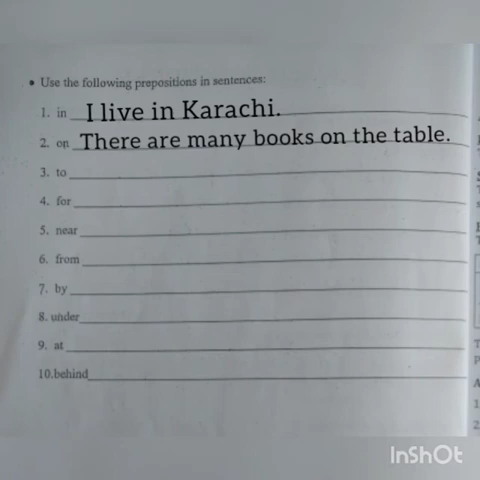 • Use the following prepositions in sentences:
1. in I live in Karachi.
2. on There are many books on the table.
3. to
4. for
5. near
6. from
7. by
8. under
9. at
10.behind
InShOt